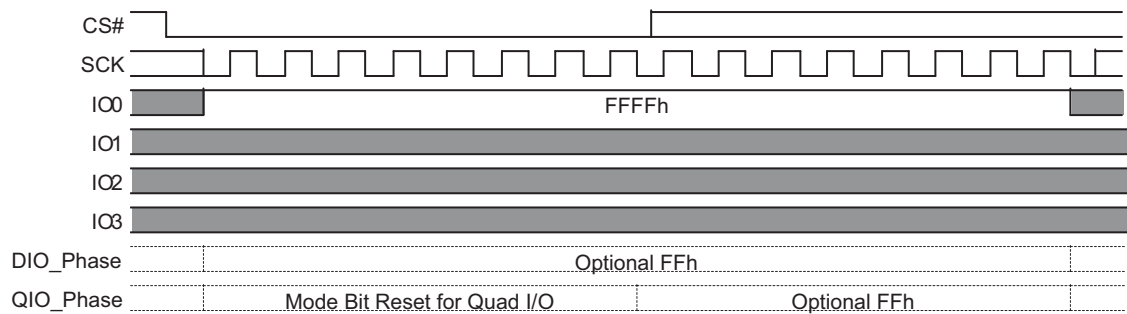 CS#
SCK
IO0
FFFFh
IO1
IO2
IO3
DIO_Phase
Optional FFh
QIO_Phase
Mode Bit Reset for Quad I/O
Optional FFh